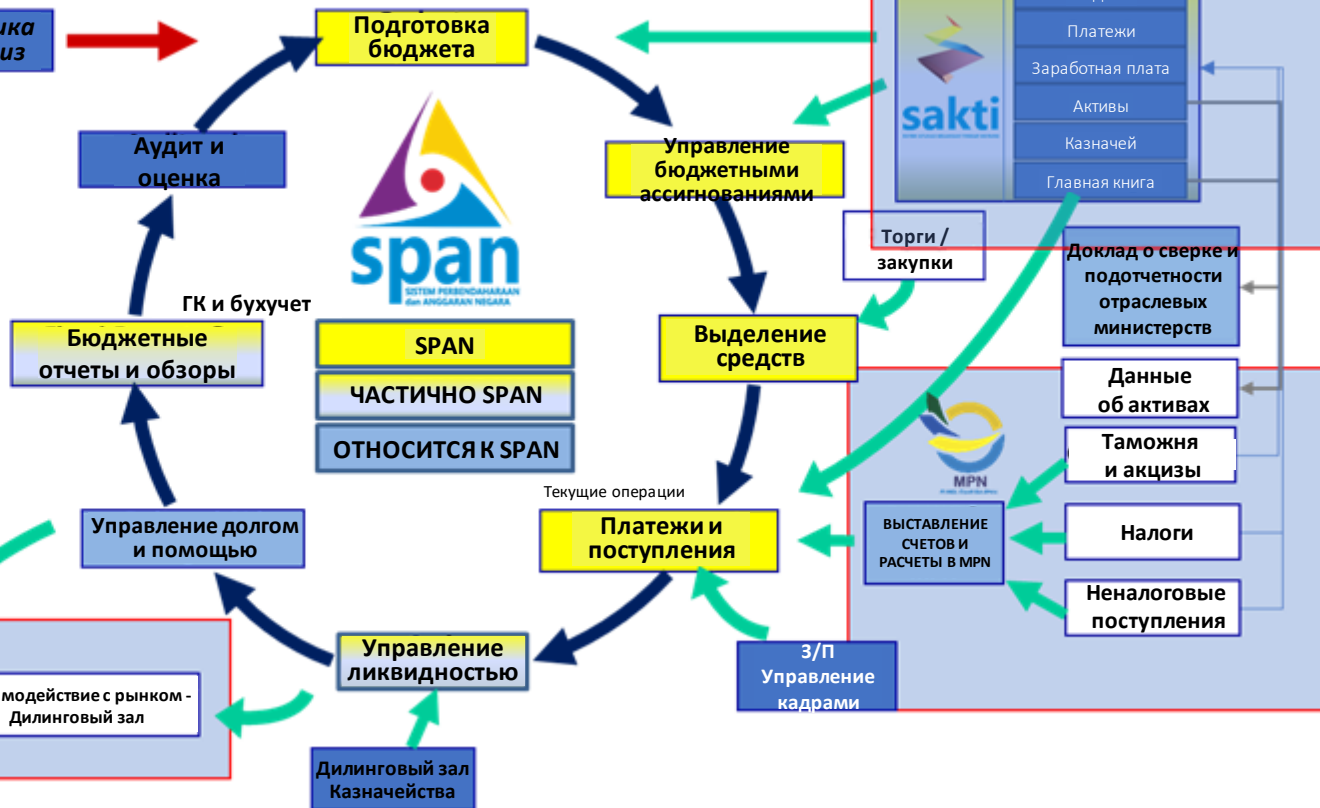 ика
из
Подготовка
бюджета
Платежи
Заработная плата
Активы
Казначей
Главная книга
sakti
Аудит и
оценка
Управление
бюджетными
ассигнованиями
span
SISTEM PERBENDAHARAAN
dan ANGGARAN NEGARA
Торги /
закупки
Доклад о сверке и
подотчетности
отраслевых
министерств
ГК и бухучет
Бюджетные
отчеты и обзоры
SPAN
ЧАСТИЧНО SPAN
ОТНОСИТСЯ К SPAN
Выделение
средств
Данные
об активах
Таможня
и акцизы
MPN
Текущие операции
Платежи и
поступления
ВЫСТАВЛЕНИЕ
СЧЕТОВ И
РАСЧЕТЫ В MPN
Налоги
Неналоговые
поступления
Управление долгом
и помощью
Управление
ликвидностью
З/П
Управление
кадрами
модействие с рынком -
Дилинговый зал
Дилинговый зал
Казначейства